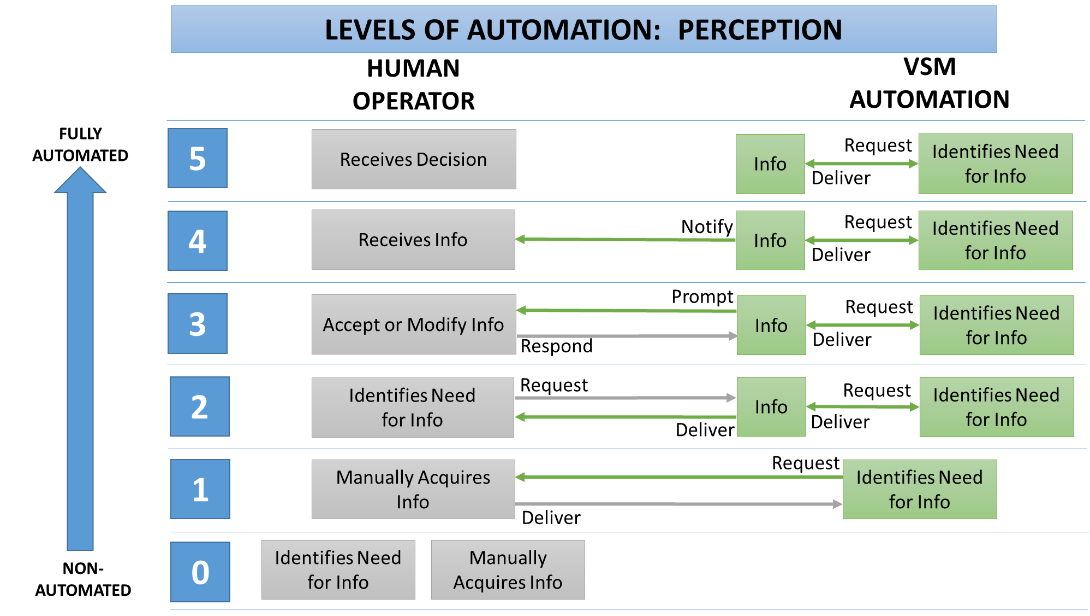 LEVELS OF AUTOMATION:  PERCEPTION
HUMAN
OPERATOR
VSM
AUTOMATION
FULLY
AUTOMATED
5
Receives Decision
Info
Request
Deliver
Identifies Need
for Info
4
Receives Info
Notify
Info
Request
Deliver
Identifies Need
for Info
3
Accept or Modify Info
Prompt
Respond
Info
Request
Deliver
Identifies Need
for Info
2
Identifies Need
for Info
Request
Deliver
Info
Request
Deliver
Identifies Need
for Info
1
Manually Acquires
Info
Request
Deliver
Identifies Need
for Info
NON-
AUTOMATED
0
Identifies Need
for Info
Manually
Acquires Info